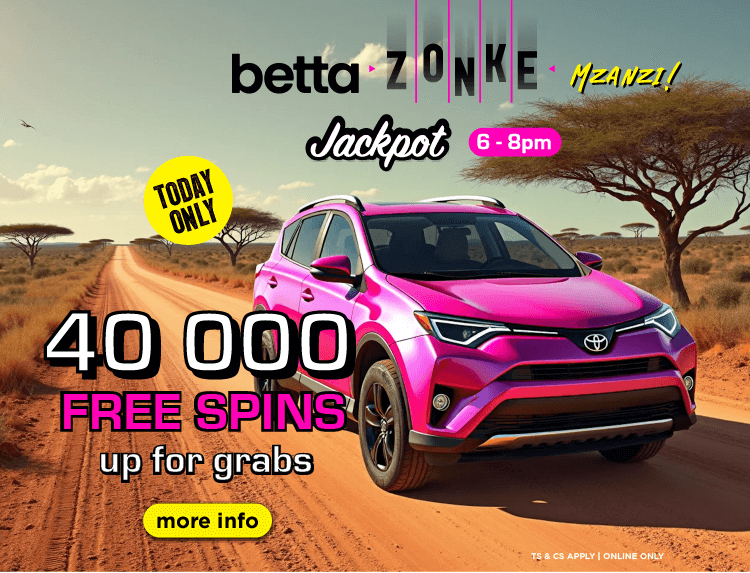 betta ZONKE MZANZI!
Jackpot 6 - 8pm
TODAY
ONLY
40 000
FREE SPINS
up for grabs
more info
TS & CS APPLY | ONLINE ONLY